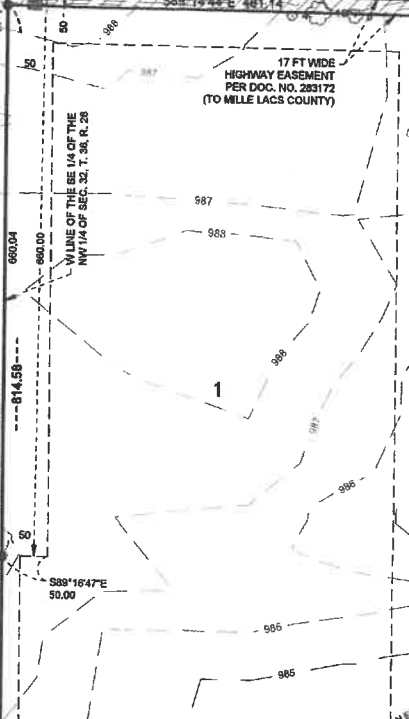 S89°14'44"E 461.14
50
988
50
987
17 FT WIDE
HIGHWAY EASEMENT
PER DOC. NO. 283172
(TO MILLE LACS COUNTY)
W LINE OF THE SE 1/4 OF THE
NW 1/4 OF SEC. 32, T. 36, R. 26
987
988
660.04
660.00
988
814.58
1
987
986
50
S89°16'47"E
50.00
986
985